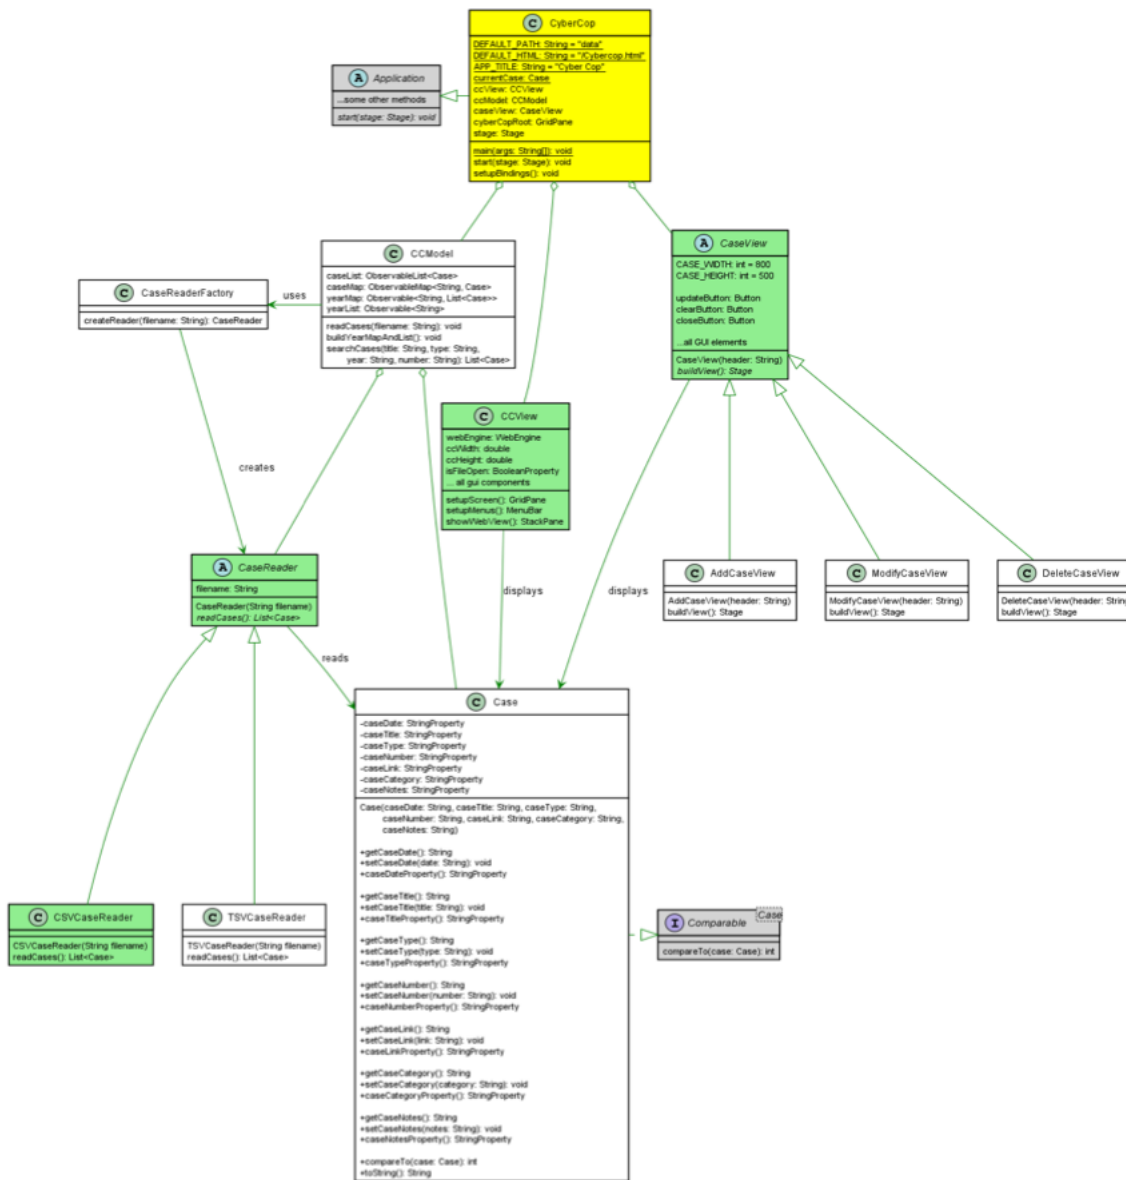 C CyberCop
DEFAULT_PATH: String = "data"
DEFAULT_HTML: String = "/Cybercop.html"
APP_TITLE: String = "Cyber Cop"
currentCase: Case
ccView: CCView
ccModel: CCModel
caseView: CaseView
cyberCopRoot: GridPane
stage: Stage
main(args: String[]): void
start(stage: Stage): void
setupBindings(): void
A Application
...some other methods
start(stage: Stage): void
C CCModel
caseList: ObservableList<Case>
caseMap: ObservableMap<String, Case>
yearMap: Observable<String, List<Case>>
yearList: Observable<String>
readCases(filename: String): void
buildYearMapAndList(): void
searchCases(title: String, type: String,
year: String, number: String): List<Case>
A CaseView
CASE_WIDTH: int = 800
CASE_HEIGHT: int = 500
updateButton: Button
clearButton: Button
closeButton: Button
...all GUI elements
CaseView(header: String)
buildView(): Stage
C CaseReaderFactory
createReader(filename: String): CaseReader
uses
creates
C CCView
webEngine: WebEngine
ccWidth: double
ccHeight: double
isFileOpen: BooleanProperty
... all gui components
setupScreen(): GridPane
setupMenus(): MenuBar
showWebView(): StackPane
displays
displays
A CaseReader
filename: String
CaseReader(String filename)
readCases(): List<Case>
reads
C AddCaseView
AddCaseView(header: String)
buildView(): Stage
C ModifyCaseView
ModifyCaseView(header: String)
buildView(): Stage
C DeleteCaseView
DeleteCaseView(header: String
buildView(): Stage
C Case
-caseDate: StringProperty
-caseTitle: StringProperty
-caseType: StringProperty
-caseNumber: StringProperty
-caseLink: StringProperty
-caseCategory: StringProperty
-caseNotes: StringProperty
Case(caseDate: String, caseTitle: String, caseType: String,
caseNumber: String, caseLink: String, caseCategory: String,
caseNotes: String)
+getCaseDate(): String
+setCaseDate(date: String): void
+caseDateProperty(): StringProperty
+getCaseTitle(): String
+setCaseTitle(title: String): void
+caseTitleProperty(): StringProperty
+getCaseType(): String
+setCaseType(type: String): void
+caseTypeProperty(): StringProperty
+getCaseNumber(): String
+setCaseNumber(number: String): void
+caseNumberProperty(): StringProperty
+getCaseLink(): String
+setCaseLink(link: String): void
+caseLinkProperty(): StringProperty
+getCaseCategory(): String
+setCaseCategory(category: String): void
+caseCategoryProperty(): StringProperty
+getCaseNotes(): String
+setCaseNotes(notes: String): void
+caseNotesProperty(): StringProperty
+compareTo(case: Case): int
+toString(): String
C CSVCaseReader
CSVCaseReader(String filename)
readCases(): List<Case>
C TSVCaseReader
TSVCaseReader(String filename)
readCases(): List<Case>
I Comparable Case
compareTo(case: Case): int